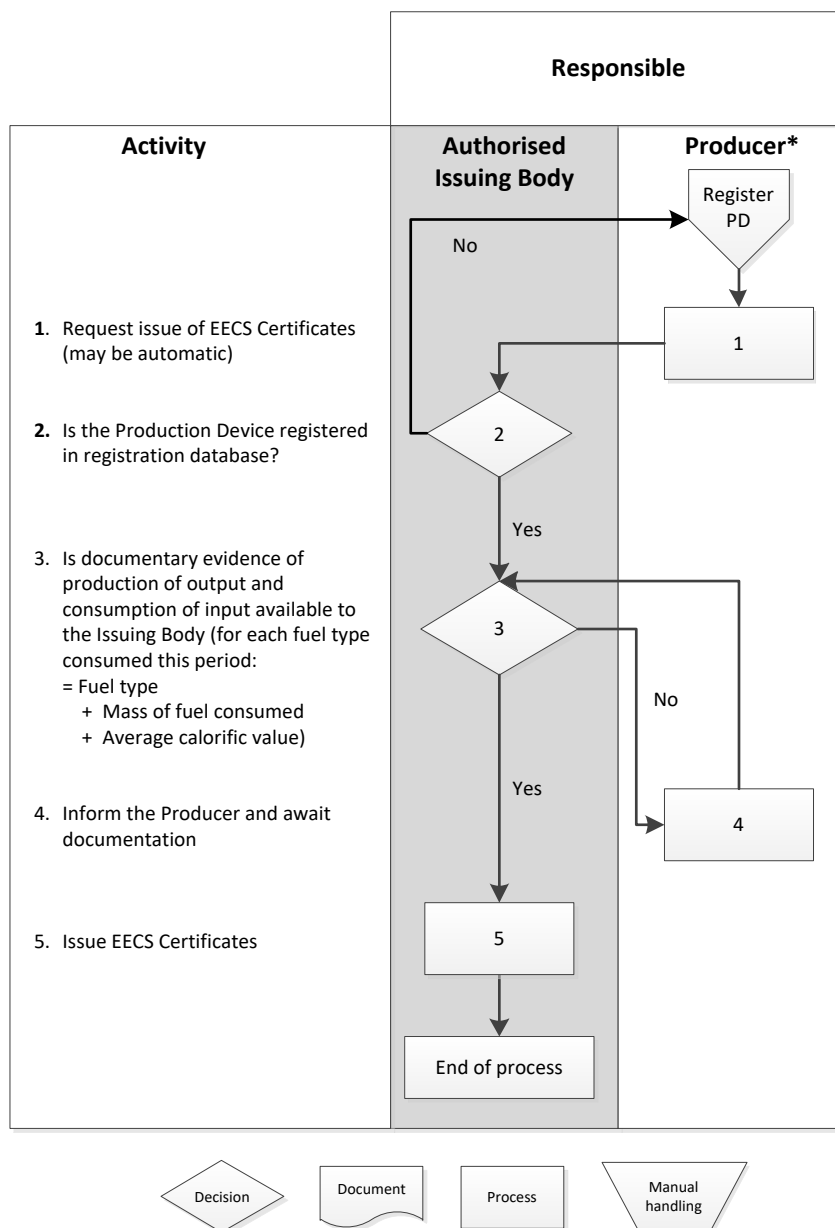 Responsible
Activity
Authorised
Issuing Body
Producer*
Register
PD
No
1. Request issue of EECS Certificates
(may be automatic)
1
2. Is the Production Device registered
in registration database?
2
Yes
3. Is documentary evidence of
production of output and
consumption of input available to
the Issuing Body (for each fuel type
consumed this period:
= Fuel type
+ Mass of fuel consumed
+ Average calorific value)
3
No
Yes
4. Inform the Producer and await
documentation
4
5. Issue EECS Certificates
5
End of process
Decision
Document
Process
Manual
handling